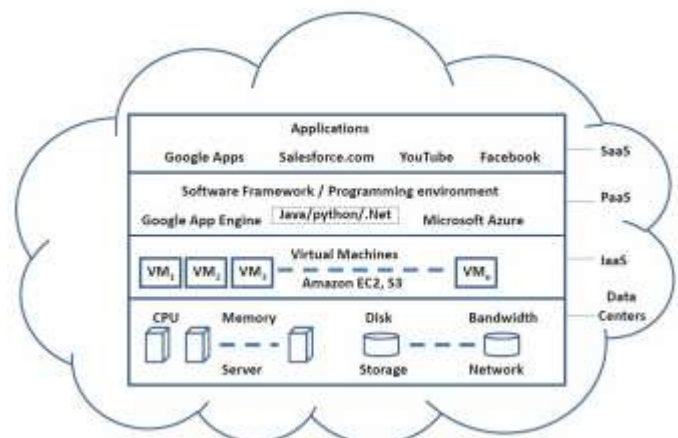 Applications
Google Apps Salesforce.com YouTube Facebook
SaaS
Software Framework / Programming environment
Google App Engine Java/python/.Net Microsoft Azure
PaaS
Virtual Machines
VM1 VM2 VM3 VMn
Amazon EC2, S3
IaaS
CPU Memory Disk Bandwidth
Server Storage Network
Data
Centers